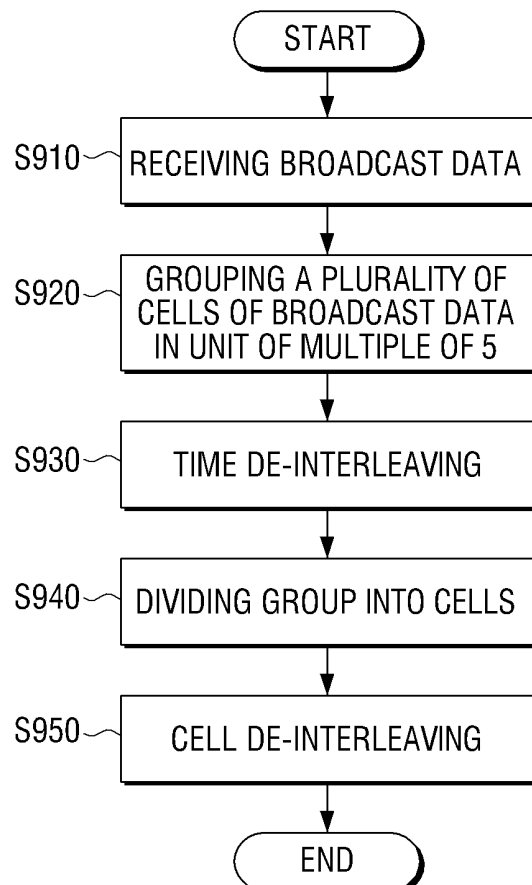 START
S910 RECEIVING BROADCAST DATA
S920 GROUPING A PLURALITY OF
CELLS OF BROADCAST DATA
IN UNIT OF MULTIPLE OF 5
S930 TIME DE-INTERLEAVING
S940 DIVIDING GROUP INTO CELLS
S950 CELL DE-INTERLEAVING
END